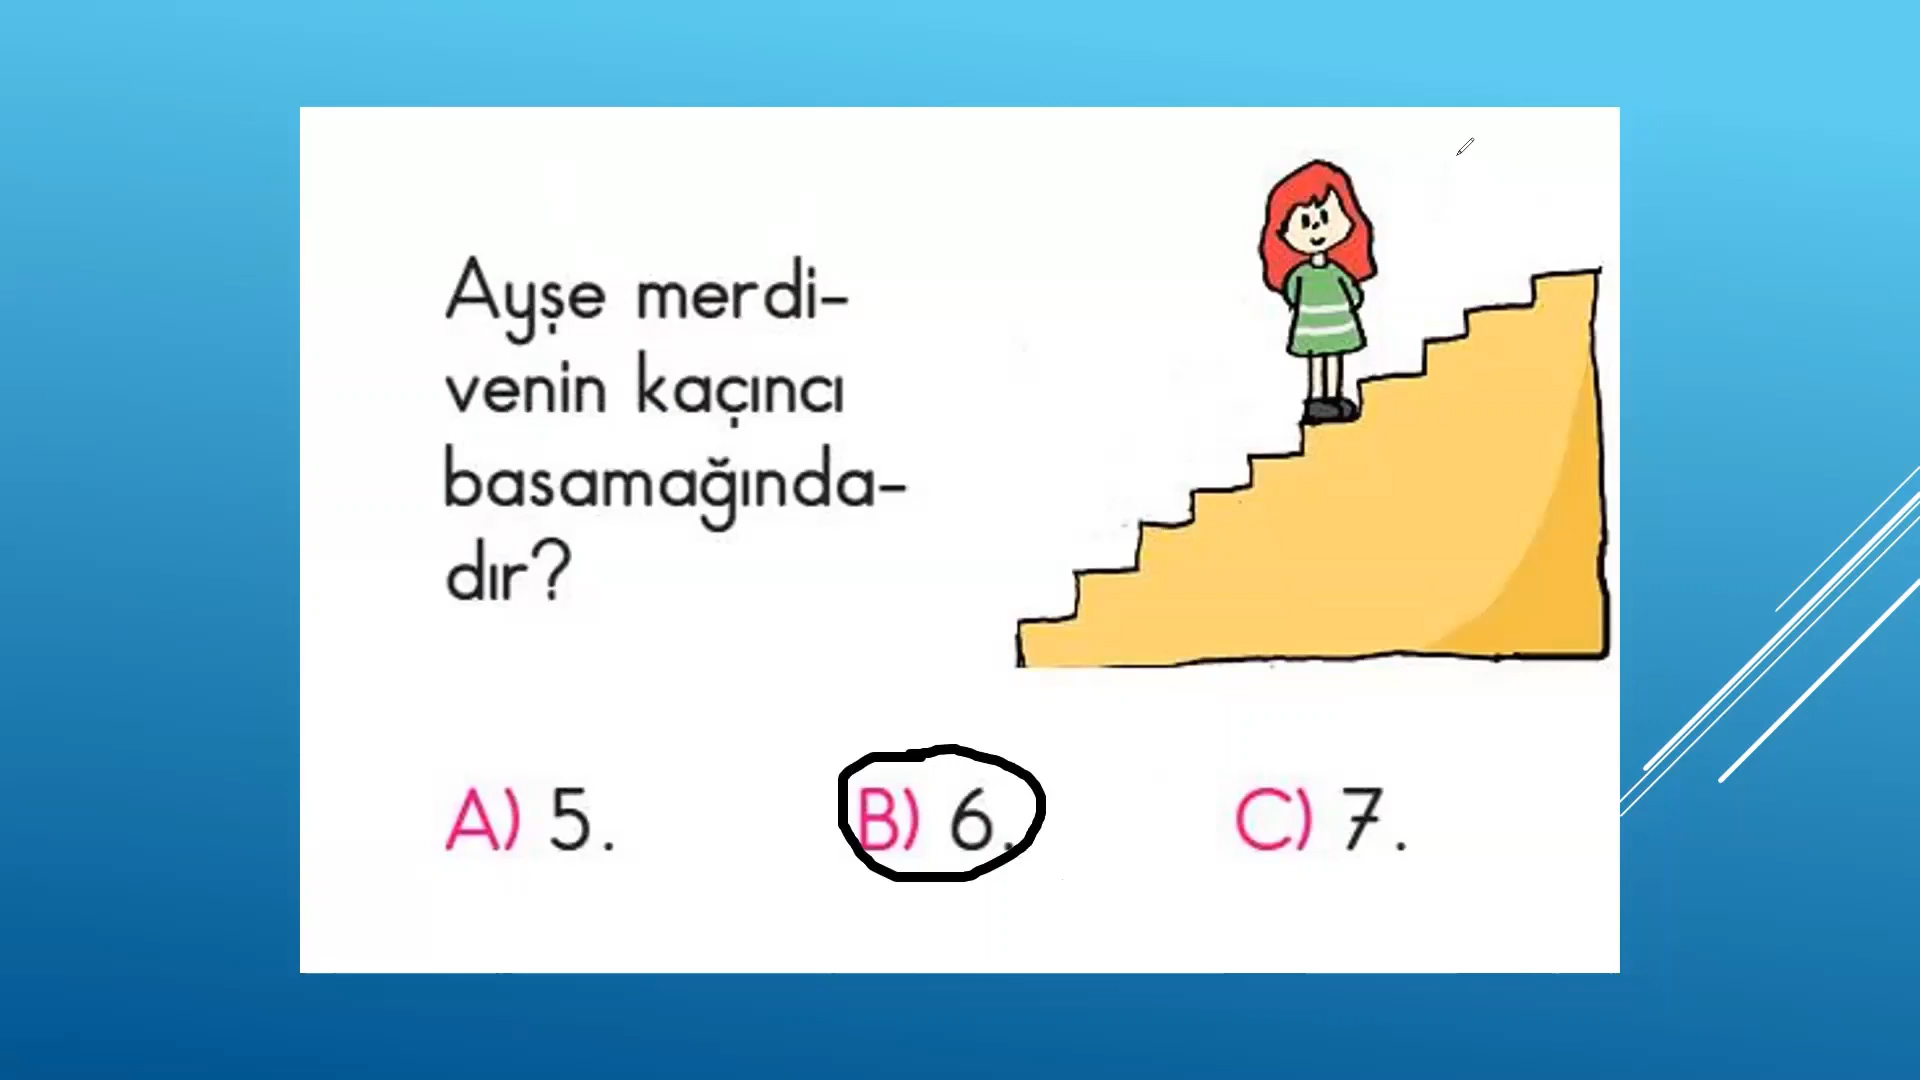 Ayşe merdi-
venin kaçıncı
basamağında-
dır?
A) 5. B) 6. C) 7.